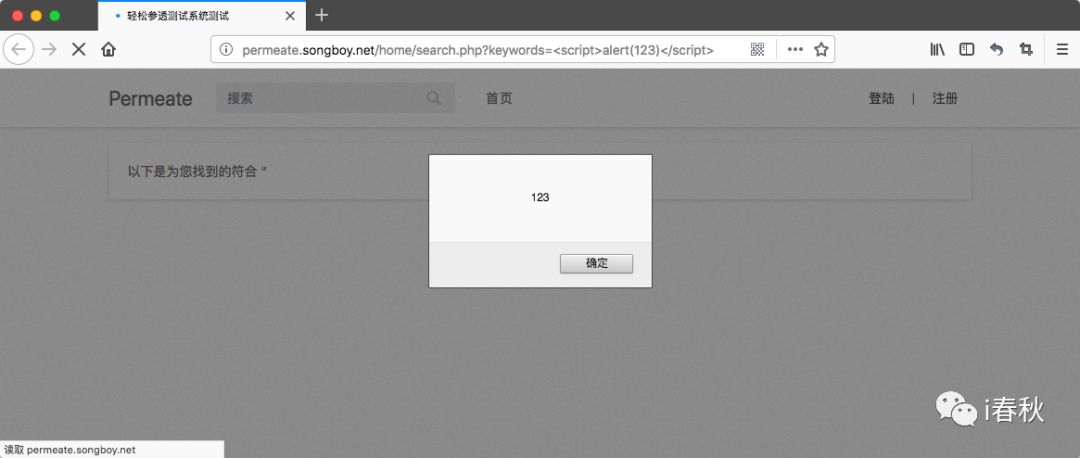 轻松参透测试系统测试
permeate.songboy.net/home/search.php?keywords=<script>alert(123)</script>
Permeate 搜索 首页 登陆 | 注册
以下是为您找到的符合 "
123
确定
i春秋
读取 permeate.songboy.net